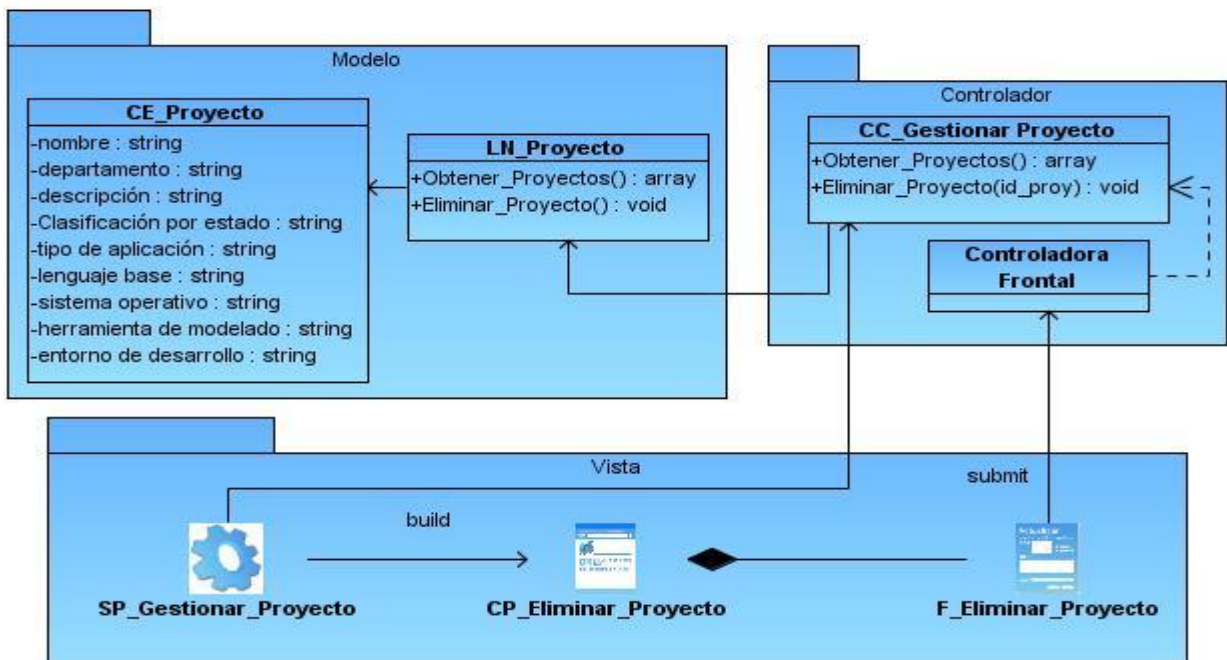 Modelo
CE_Proyecto
-nombre : string
-departamento : string
-descripción : string
-Clasificación por estado : string
-tipo de aplicación : string
-lenguaje base : string
-sistema operativo : string
-herramienta de modelado : string
-entorno de desarrollo : string
LN_Proyecto
+Obtener_Proyectos() : array
+Eliminar_Proyecto() : void
Controlador
CC_Gestionar Proyecto
+Obtener_Proyectos() : array
+Eliminar_Proyecto(id_proy) : void
Controladora
Frontal
Vista
submit
build
SP_Gestionar_Proyecto
CP_Eliminar_Proyecto
F_Eliminar_Proyecto